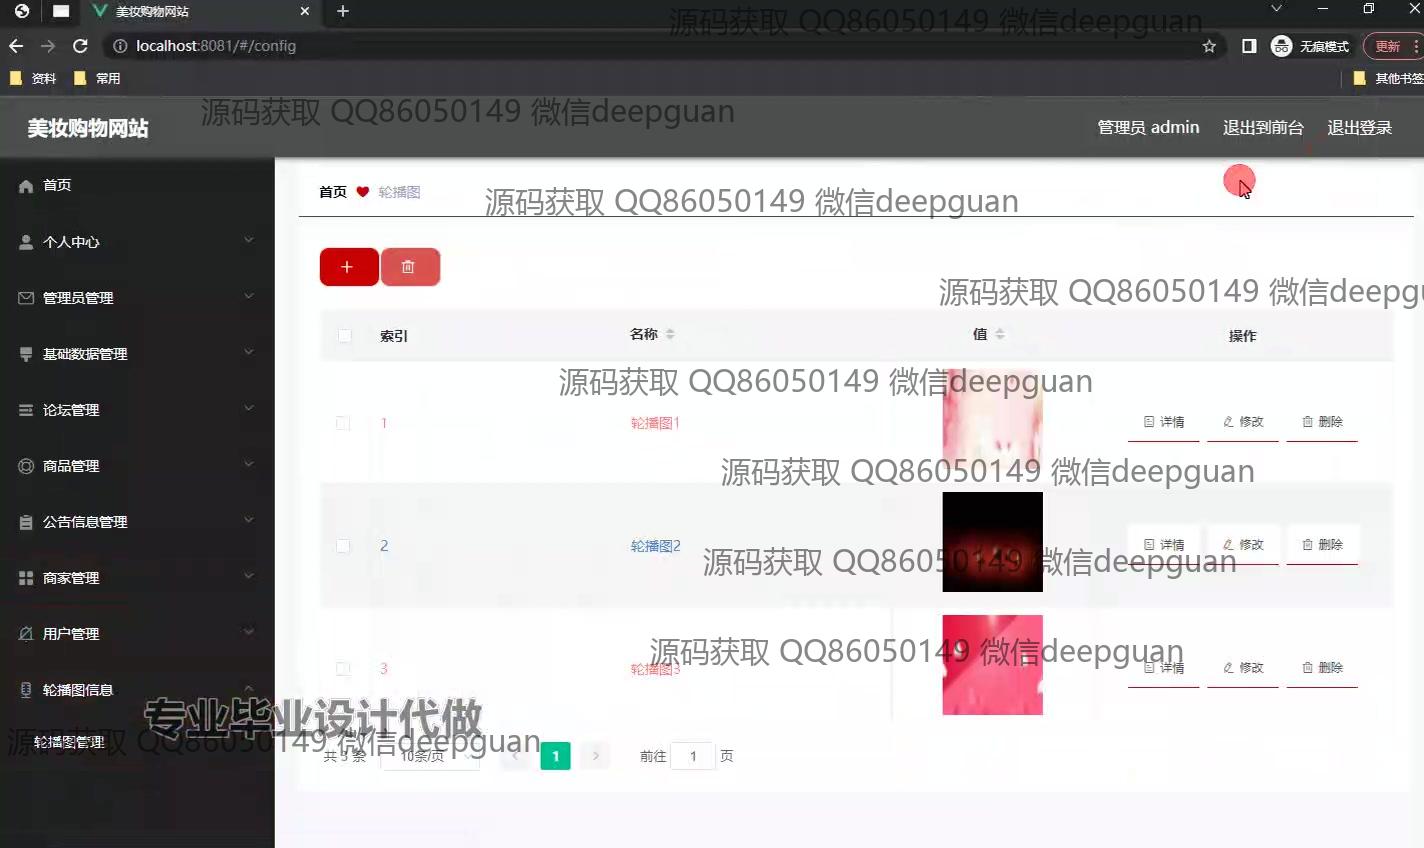 美妆购物网站
源码获取 QQ86050149 微信deepguan
localhost:8081/#/config
无痕模式
更新
资料
常用
其他书签
源码获取 QQ86050149 微信deepguan
美妆购物网站
管理员 admin
退出到前台
退出登录
首页
个人中心
管理员管理
基础数据管理
论坛管理
商品管理
公告信息管理
商家管理
用户管理
轮播图信息
轮播图管理
首页
轮播图
源码获取 QQ86050149 微信deepguan
源码获取 QQ86050149 微信deepgu
索引
名称
值
操作
源码获取 QQ86050149 微信deepguan
1
轮播图1
详情
修改
删除
源码获取 QQ86050149 微信deepguan
2
轮播图2
详情
修改
删除
源码获取 QQ86050149 微信deepguan
源码获取 QQ86050149 微信deepguan
3
轮播图3
详情
修改
删除
专业毕业设计代做
源码获取 QQ86050149 微信deepguan
共 3 条
10条/页
1
前往
1
页